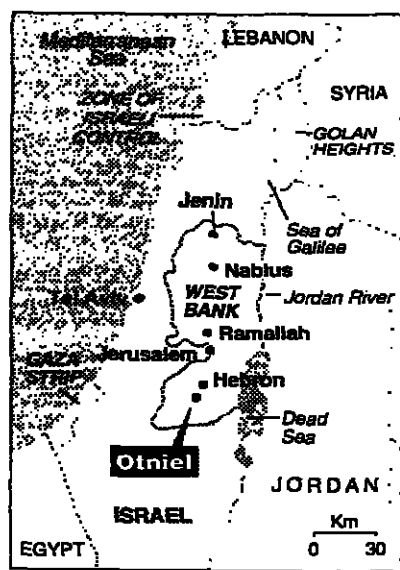 Mediterranean
Sea
LEBANON
ZONE OF
ISRAELI
CONTROL
SYRIA
GOLAN
HEIGHTS
Jenin
Sea of
Galilee
Nablus
Tel Aviv
WEST
BANK
Jordan River
Ramallah
Jerusalem
GAZA
STRIP
Hebron
Dead
Sea
Otniel
JORDAN
ISRAEL
Km
EGYPT
0 30